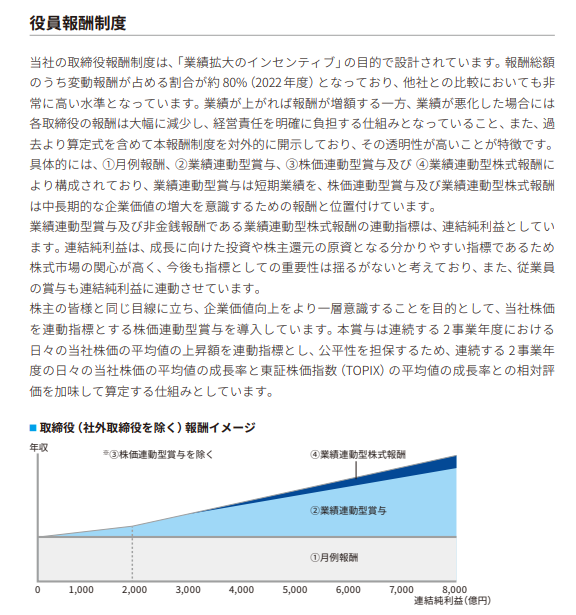 役員報酬制度
当社の取締役報酬制度は、「業績拡大のインセンティブ」の目的で設計されています。報酬総額
のうち変動報酬が占める割合が約80%（2022年度）となっており、他社との比較においても非
常に高い水準となっています。業績が上がれば報酬が増額する一方、業績が悪化した場合には
各取締役の報酬は大幅に減少し、経営責任を明確に負担する仕組みとなっていること、また、過
去より算定式を含めて本報酬制度を対外的に開示しており、その透明性が高いことが特徴です。
具体的には、①月例報酬、②業績連動型賞与、③株価連動型賞与及び ④業績連動型株式報酬に
より構成されており、業績連動型賞与は短期業績を、株価連動型賞与及び業績連動型株式報酬
は中長期的な企業価値の増大を意識するための報酬と位置付けています。
業績連動型賞与及び非金銭報酬である業績連動型株式報酬の連動指標は、連結純利益としてい
ます。連結純利益は、成長に向けた投資や株主還元の原資となる分かりやすい指標であるため
株式市場の関心が高く、今後も指標としての重要性は揺るがないと考えており、また、従業員
の賞与も連結純利益に連動させています。
株主の皆様と同じ目線に立ち、企業価値向上をより一層意識することを目的として、当社株価
を連動指標とする株価連動型賞与を導入しています。本賞与は連続する2事業年度における
日々の当社株価の平均値の上昇額を連動指標とし、公平性を担保するため、連続する2事業年
度の日々の当社株価の平均値の成長率と東証株価指数（TOPIX）の平均値の成長率との相対評
価を加味して算定する仕組みとしています。
■取締役（社外取締役を除く）報酬イメージ
年収
※③株価連動型賞与を除く
④業績連動型株式報酬
②業績連動型賞与
①月例報酬
0 1,000 2,000 3,000 4,000 5,000 6,000 7,000 8,000
連結純利益（億円）